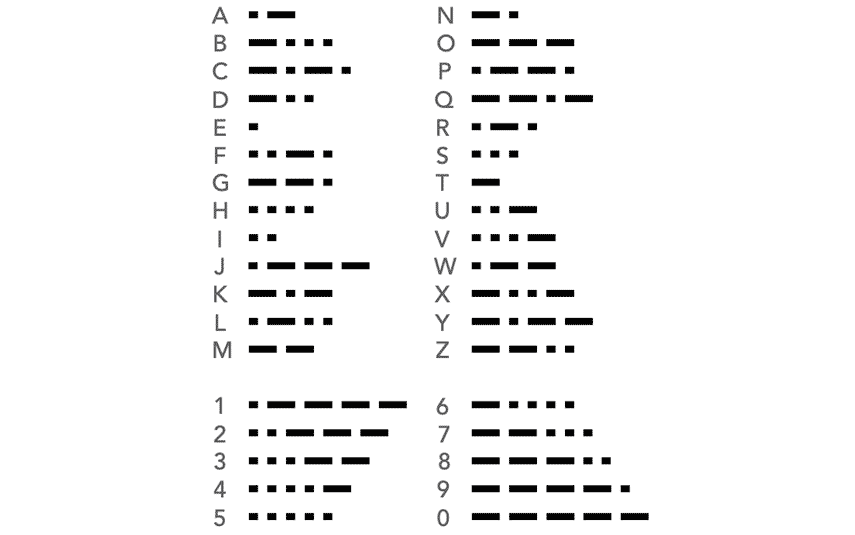 A · —
B — · · ·
C — · — ·
D — · ·
E ·
F · · — ·
G — — ·
H · · · ·
I · ·
J · — — —
K — · —
L · — · ·
M — —
1 · — — — —
2 · · — — —
3 · · · — —
4 · · · · —
5 · · · · ·
N — ·
O — — —
P · — — ·
Q — — · —
R · — ·
S · · ·
T —
U · · —
V · · · —
W · — —
X — · · —
Y — · — —
Z — — · ·
6 — · · · ·
7 — — · · ·
8 — — — · ·
9 — — — — ·
0 — — — — —